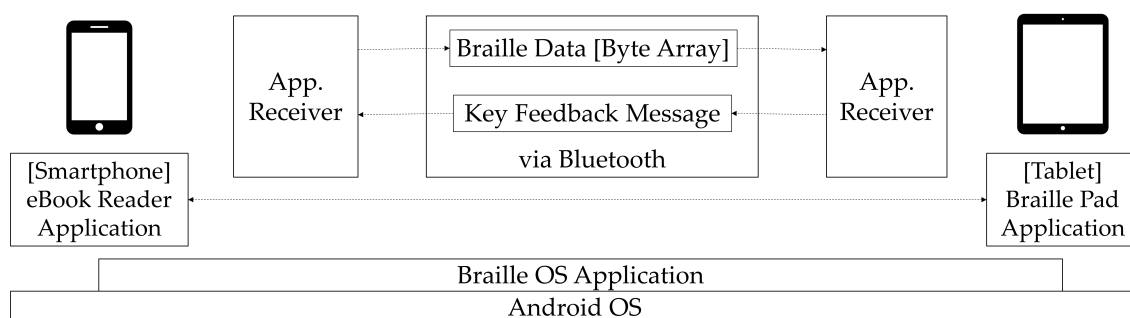 App.
Receiver
Braille Data [Byte Array]
Key Feedback Message
via Bluetooth
App.
Receiver
[Smartphone]
eBook Reader
Application
[Tablet]
Braille Pad
Application
Braille OS Application
Android OS